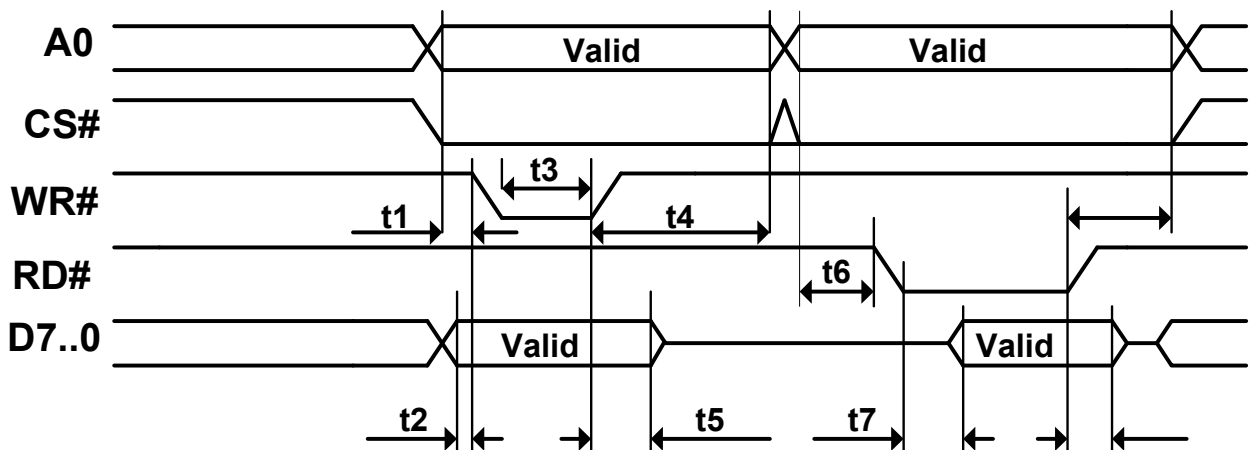 A0
Valid
Valid
CS#
WR#
t3
t1
t4
RD#
t6
D7..0
Valid
Valid
t2
t5
t7